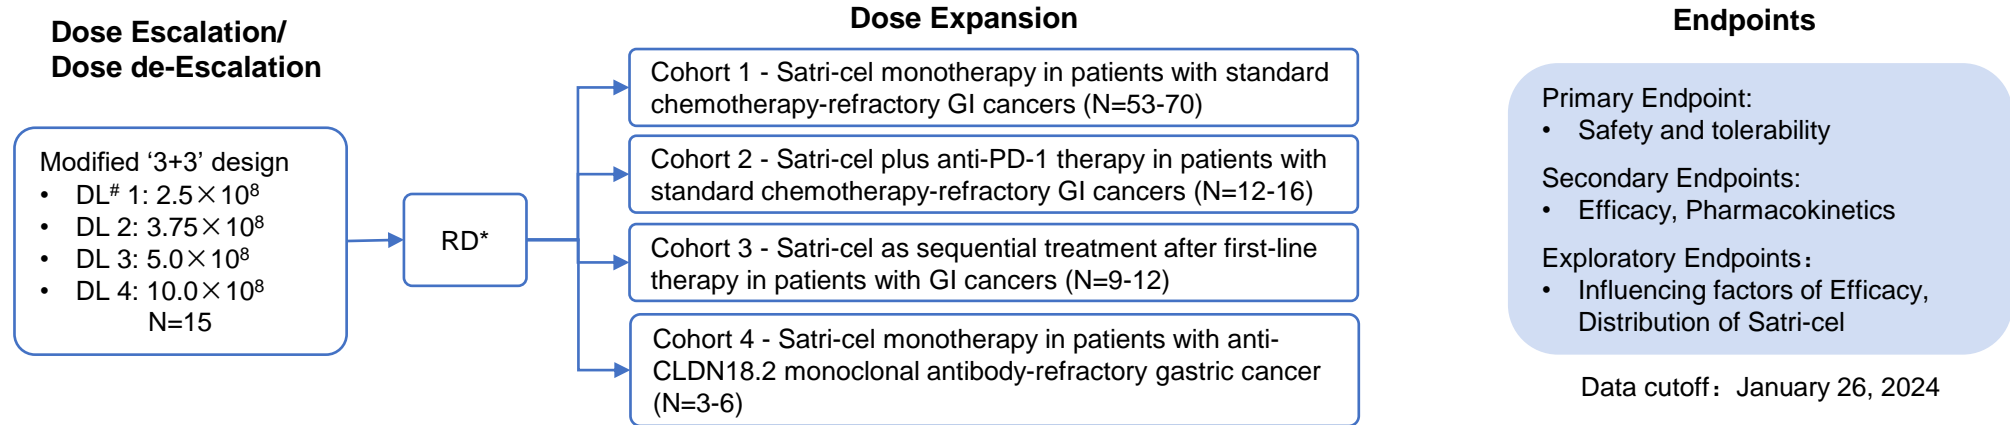 Dose Escalation/
Dose de-Escalation
Modified ‘3+3’ design
• DL# 1: 2.5×10⁸
• DL 2: 3.75×10⁸
• DL 3: 5.0×10⁸
• DL 4: 10.0×10⁸
N=15
RD*
Dose Expansion
Cohort 1 - Satri-cel monotherapy in patients with standard
chemotherapy-refractory GI cancers (N=53-70)
Cohort 2 - Satri-cel plus anti-PD-1 therapy in patients with
standard chemotherapy-refractory GI cancers (N=12-16)
Cohort 3 - Satri-cel as sequential treatment after first-line
therapy in patients with GI cancers (N=9-12)
Cohort 4 - Satri-cel monotherapy in patients with anti-
CLDN18.2 monoclonal antibody-refractory gastric cancer
(N=3-6)
Endpoints
Primary Endpoint:
• Safety and tolerability
Secondary Endpoints:
• Efficacy, Pharmacokinetics
Exploratory Endpoints：
• Influencing factors of Efficacy,
Distribution of Satri-cel
Data cutoff：January 26, 2024